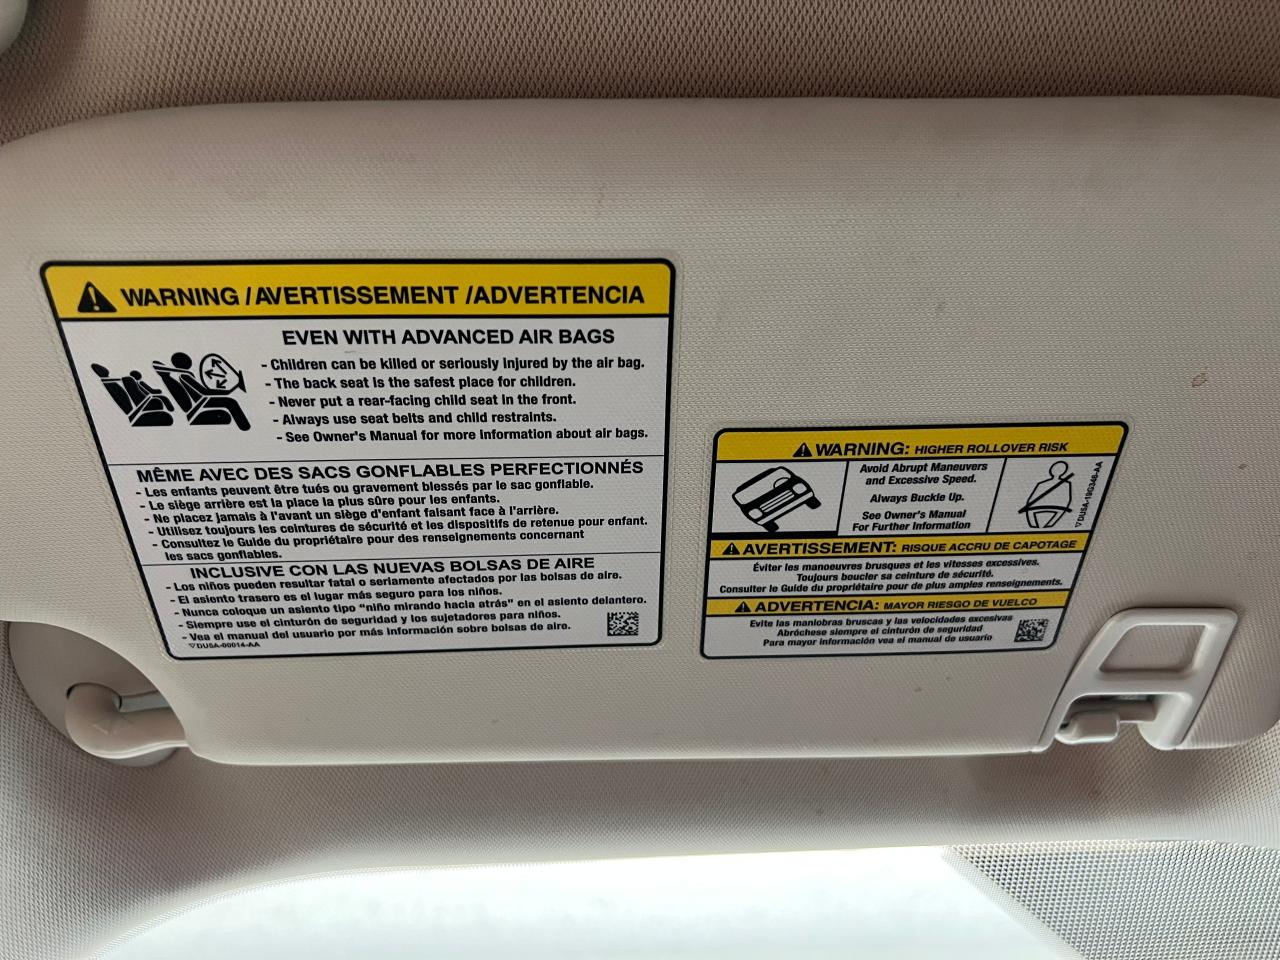 WARNING / AVERTISSEMENT / ADVERTENCIA
EVEN WITH ADVANCED AIR BAGS
- Children can be killed or seriously injured by the air bag.
- The back seat is the safest place for children.
- Never put a rear-facing child seat in the front.
- Always use seat belts and child restraints.
- See Owner's Manual for more information about air bags.
MÊME AVEC DES SACS GONFLABLES PERFECTIONNÉS
- Les enfants peuvent être tués ou gravement blessés par le sac gonflable.
- Le siège arrière est la place la plus sûre pour les enfants.
- Ne placez jamais à l'avant un siège d'enfant faisant face à l'arrière.
- Utilisez toujours les ceintures de sécurité et les dispositifs de retenue pour enfant.
- Consultez le Guide du propriétaire pour des renseignements concernant
les sacs gonflables.
INCLUSIVE CON LAS NUEVAS BOLSAS DE AIRE
- Los niños pueden resultar fatal o seriamente afectados por las bolsas de aire.
- El asiento trasero es el lugar más seguro para los niños.
- Nunca coloque un asiento tipo "niño mirando hacia atrás" en el asiento delantero.
- Siempre use el cinturón de seguridad y los sujetadores para niños.
- Vea el manual del usuario por más información sobre bolsas de aire.
DU5A-00014-AA
WARNING: HIGHER ROLLOVER RISK
Avoid Abrupt Maneuvers
and Excessive Speed.
Always Buckle Up.
See Owner's Manual
For Further Information
DU5A-19G348-AA
AVERTISSEMENT: RISQUE ACCRU DE CAPOTAGE
Éviter les manoeuvres brusques et les vitesses excessives.
Toujours boucler sa ceinture de sécurité.
Consulter le Guide du propriétaire pour de plus amples renseignements.
ADVERTENCIA: MAYOR RIESGO DE VUELCO
Evite las maniobras bruscas y las velocidades excesivas
Abróchese siempre el cinturón de seguridad
Para mayor información vea el manual de usuario